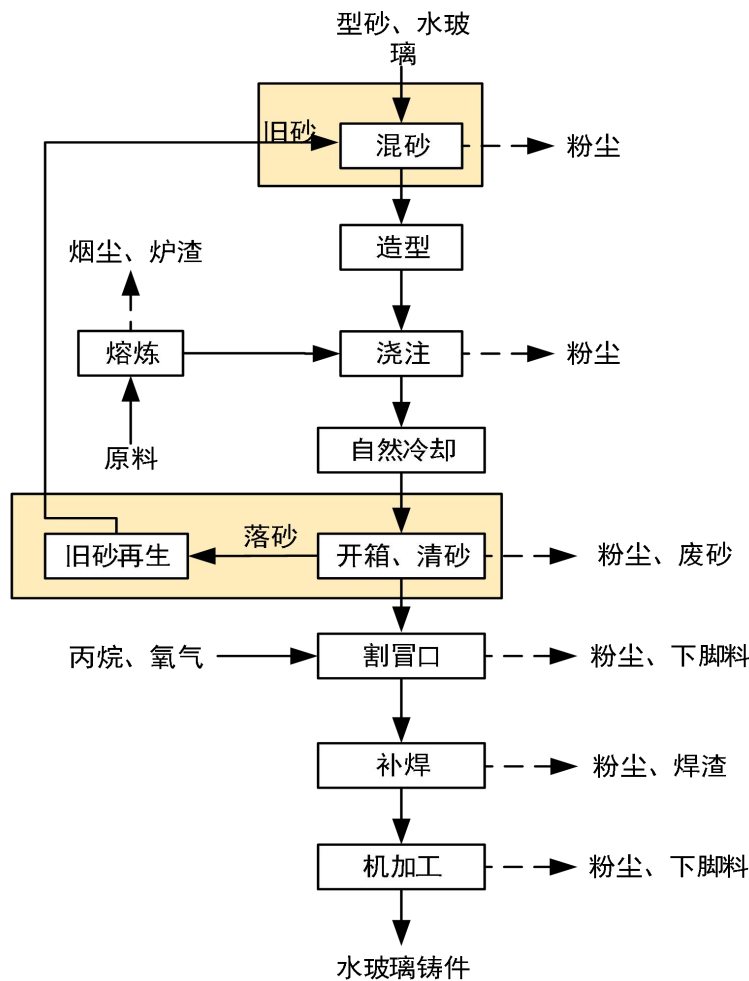 型砂、水玻
璃
旧砂
混砂
粉尘
造型
烟尘、炉渣
熔炼
浇注
粉尘
原料
自然冷却
旧砂再生
落砂
开箱、清砂
粉尘、废砂
丙烷、氧气
割冒口
粉尘、下脚料
补焊
粉尘、焊渣
机加工
粉尘、下脚料
水玻璃铸件